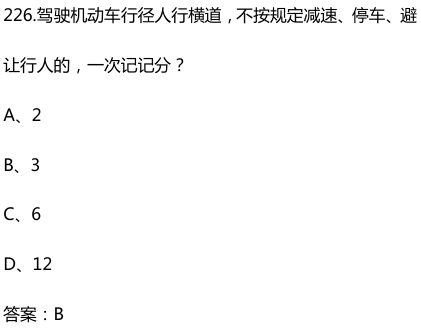 226.驾驶机动车行径人行横道，不按规定减速、停车、避
让行人的，一次记记分？
A、2
B、3
C、6
D、12
答案：B